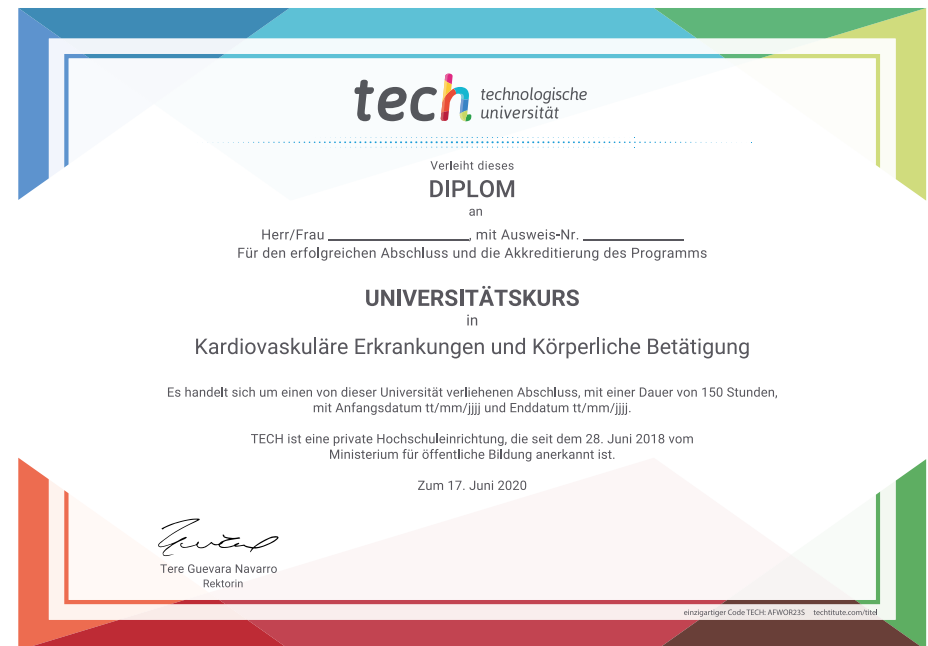 tech technologische
universität
Verleiht dieses
DIPLOM
an
Herr/Frau ____________________, mit Ausweis-Nr. ______________
Für den erfolgreichen Abschluss und die Akkreditierung des Programms
UNIVERSITÄTSKURS
in
Kardiovaskuläre Erkrankungen und Körperliche Betätigung
Es handelt sich um einen von dieser Universität verliehenen Abschluss, mit einer Dauer von 150 Stunden,
mit Anfangsdatum tt/mm/jjjj und Enddatum tt/mm/jjjj.
TECH ist eine private Hochschuleinrichtung, die seit dem 28. Juni 2018 vom
Ministerium für öffentliche Bildung anerkannt ist.
Zum 17. Juni 2020
Tere Guevara Navarro
Rektorin
einzigartiger Code TECH: AFWOR23S techtitute.com/titel